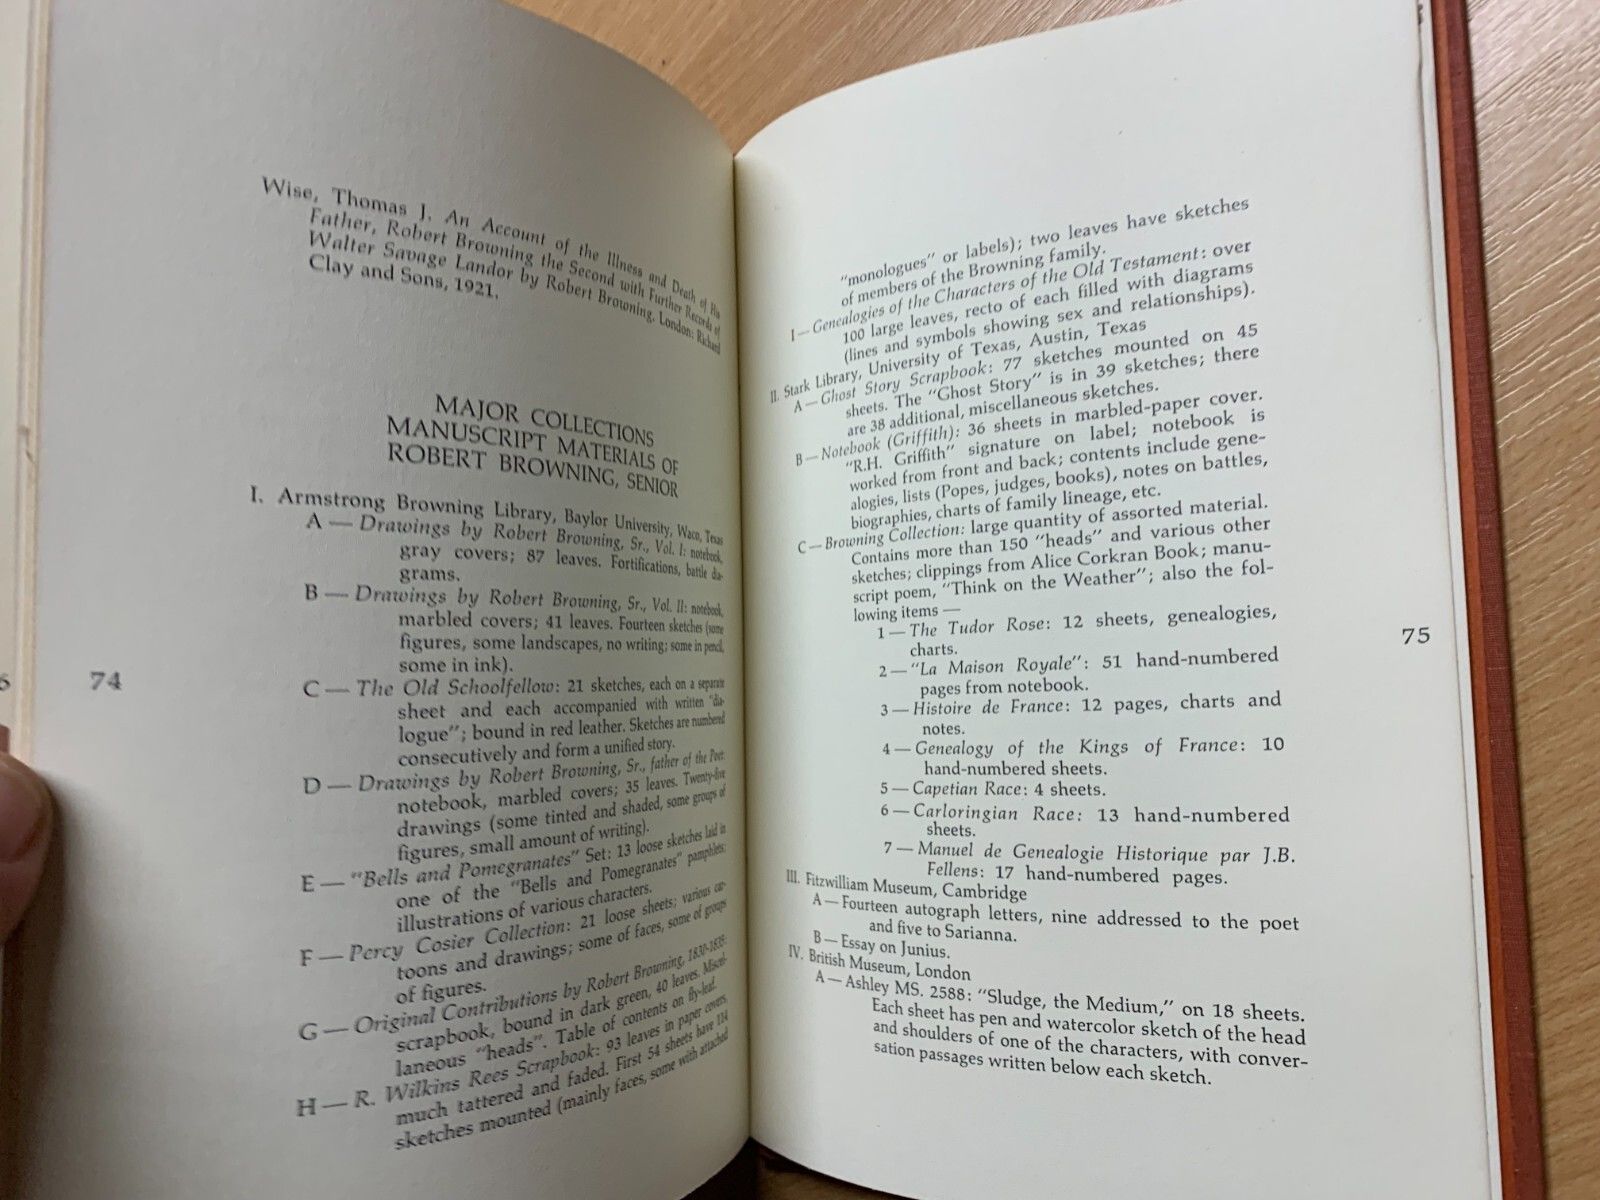 Wise, Thomas J. An Account of the Illness and Death of His
Father, Robert Browning the Second with Further Records of
Walter Savage Landor by Robert Browning. London: Richard
Clay and Sons, 1921.
MAJOR COLLECTIONS
MANUSCRIPT MATERIALS OF
ROBERT BROWNING, SENIOR
I. Armstrong Browning Library, Baylor University, Waco, Texas
A — Drawings by Robert Browning, Sr., Vol. I: notebook,
gray covers; 87 leaves. Fortifications, battle dia-
grams.
B — Drawings by Robert Browning, Sr., Vol. II: notebook,
marbled covers; 41 leaves. Fourteen sketches (some
figures, some landscapes, no writing; some in pencil,
some in ink).
C — The Old Schoolfellow: 21 sketches, each on a separate
sheet and each accompanied with written "dia-
logue"; bound in red leather. Sketches are numbered
consecutively and form a unified story.
D — Drawings by Robert Browning, Sr., father of the Poet:
notebook, marbled covers; 35 leaves. Twenty-five
drawings (some tinted and shaded, some groups of
figures, small amount of writing).
E — "Bells and Pomegranates" Set: 13 loose sketches laid in
one of the "Bells and Pomegranates" pamphlets;
illustrations of various characters.
F — Percy Cosier Collection: 21 loose sheets; various car-
toons and drawings; some of faces, some of groups
of figures.
G — Original Contributions by Robert Browning, 1830-1835:
scrapbook, bound in dark green, 40 leaves. Miscel-
laneous "heads". Table of contents on fly-leaf.
H — R. Wilkins Rees Scrapbook: 93 leaves in paper covers,
much tattered and faded. First 54 sheets have 134
sketches mounted (mainly faces, some with attached
74
"monologues" or labels); two leaves have sketches
of members of the Browning family.
I — Genealogies of the Characters of the Old Testament: over
100 large leaves, recto of each filled with diagrams
(lines and symbols showing sex and relationships).
II. Stark Library, University of Texas, Austin, Texas
A — Ghost Story Scrapbook: 77 sketches mounted on 45
sheets. The "Ghost Story" is in 39 sketches; there
are 38 additional, miscellaneous sketches.
B — Notebook (Griffith): 36 sheets in marbled-paper cover.
"R.H. Griffith" signature on label; notebook is
worked from front and back; contents include gene-
alogies, lists (Popes, judges, books), notes on battles,
biographies, charts of family lineage, etc.
C — Browning Collection: large quantity of assorted material.
Contains more than 150 "heads" and various other
sketches; clippings from Alice Corkran Book; manu-
script poem, "Think on the Weather"; also the fol-
lowing items —
1 — The Tudor Rose: 12 sheets, genealogies,
charts.
2 — "La Maison Royale": 51 hand-numbered
pages from notebook.
3 — Histoire de France: 12 pages, charts and
notes.
4 — Genealogy of the Kings of France: 10
hand-numbered sheets.
5 — Capetian Race: 4 sheets.
6 — Carloringian Race: 13 hand-numbered
sheets.
7 — Manuel de Genealogie Historique par J.B.
Fellens: 17 hand-numbered pages.
III. Fitzwilliam Museum, Cambridge
A — Fourteen autograph letters, nine addressed to the poet
and five to Sarianna.
B — Essay on Junius.
IV. British Museum, London
A — Ashley MS. 2588: "Sludge, the Medium," on 18 sheets.
Each sheet has pen and watercolor sketch of the head
and shoulders of one of the characters, with conver-
sation passages written below each sketch.
75